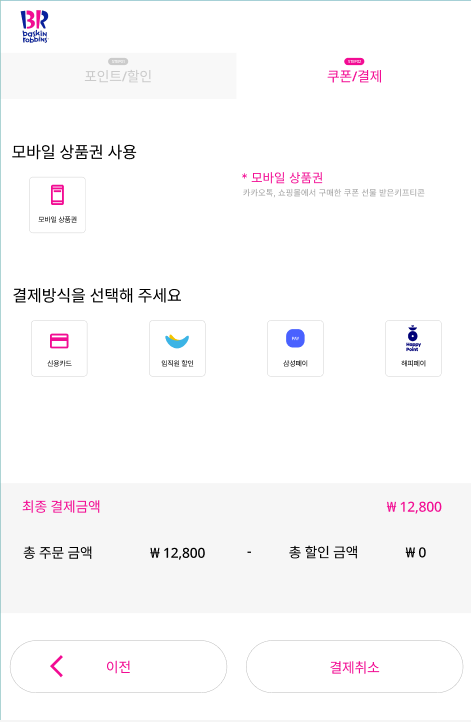 BR
baskin
robbins
STEP.01
STEP.02
포인트/할인
쿠폰/결제
모바일 상품권 사용
* 모바일 상품권
카카오톡, 쇼핑몰에서 구매한 쿠폰 선물 받은키프티콘
모바일 상품권
결제방식을 선택해 주세요
PAY
Happy
Point
신용카드
임직원 할인
삼성페이
해피페이
최종 결제금액
₩ 12,800
총 주문 금액
₩ 12,800
-
총 할인 금액
₩ 0
이전
결제취소